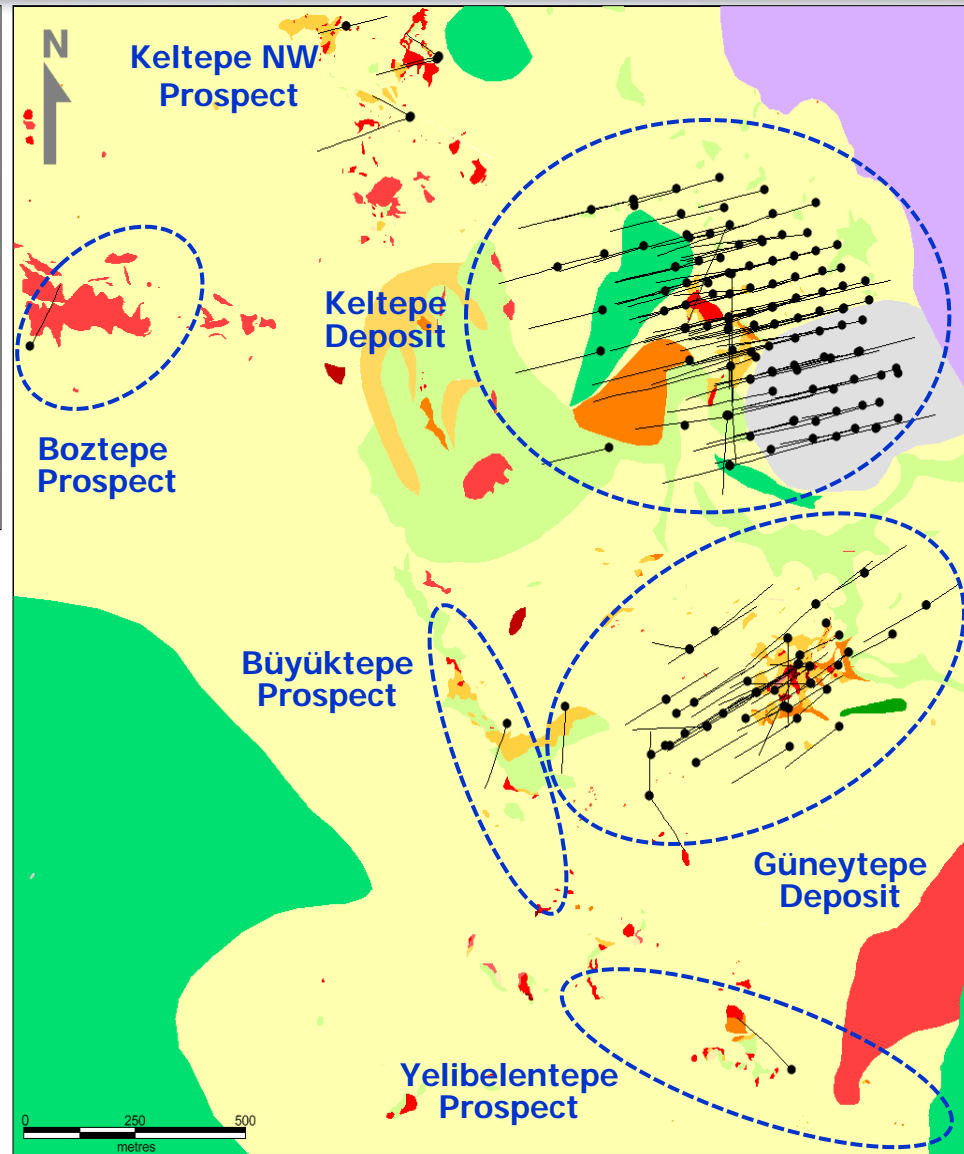 N
Keltepe NW
Prospect
Keltepe
Deposit
Boztepe
Prospect
Büyüktepe
Prospect
Güneytepe
Deposit
Yelibelentepe
Prospect
0 250 500
metres